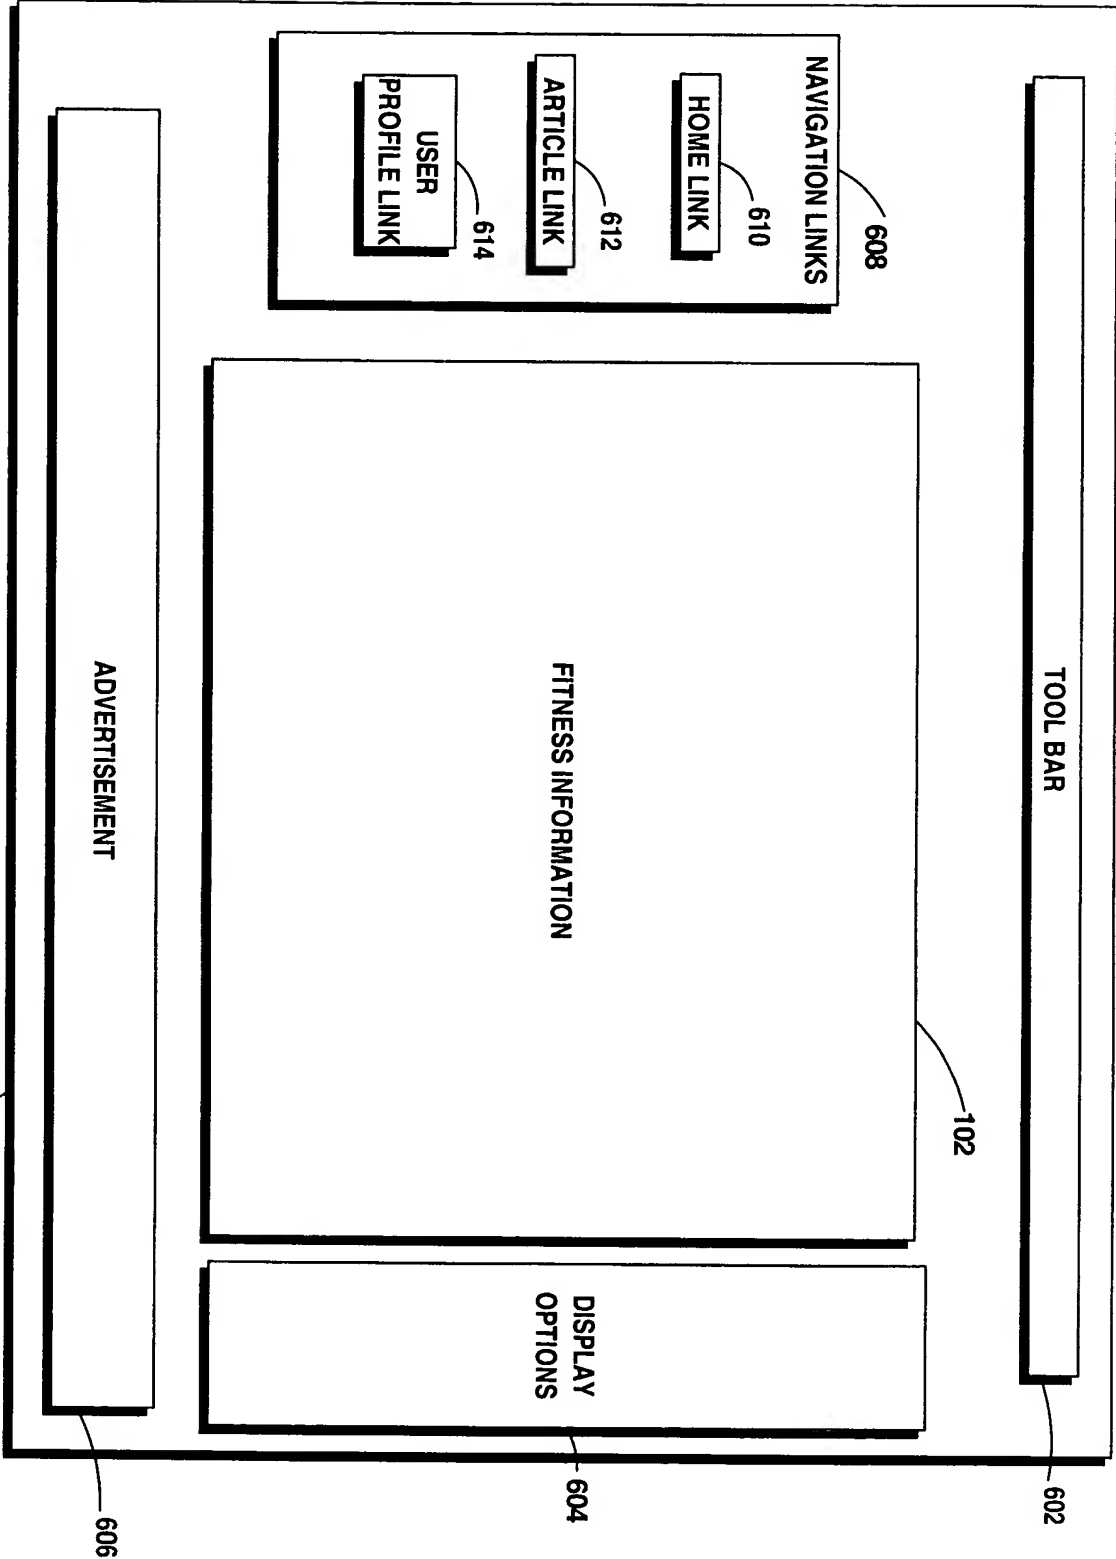 TOOL BAR
602
NAVIGATION LINKS
608
HOME LINK
610
ARTICLE LINK
612
USER
PROFILE LINK
614
FITNESS INFORMATION
102
DISPLAY
OPTIONS
604
ADVERTISEMENT
606